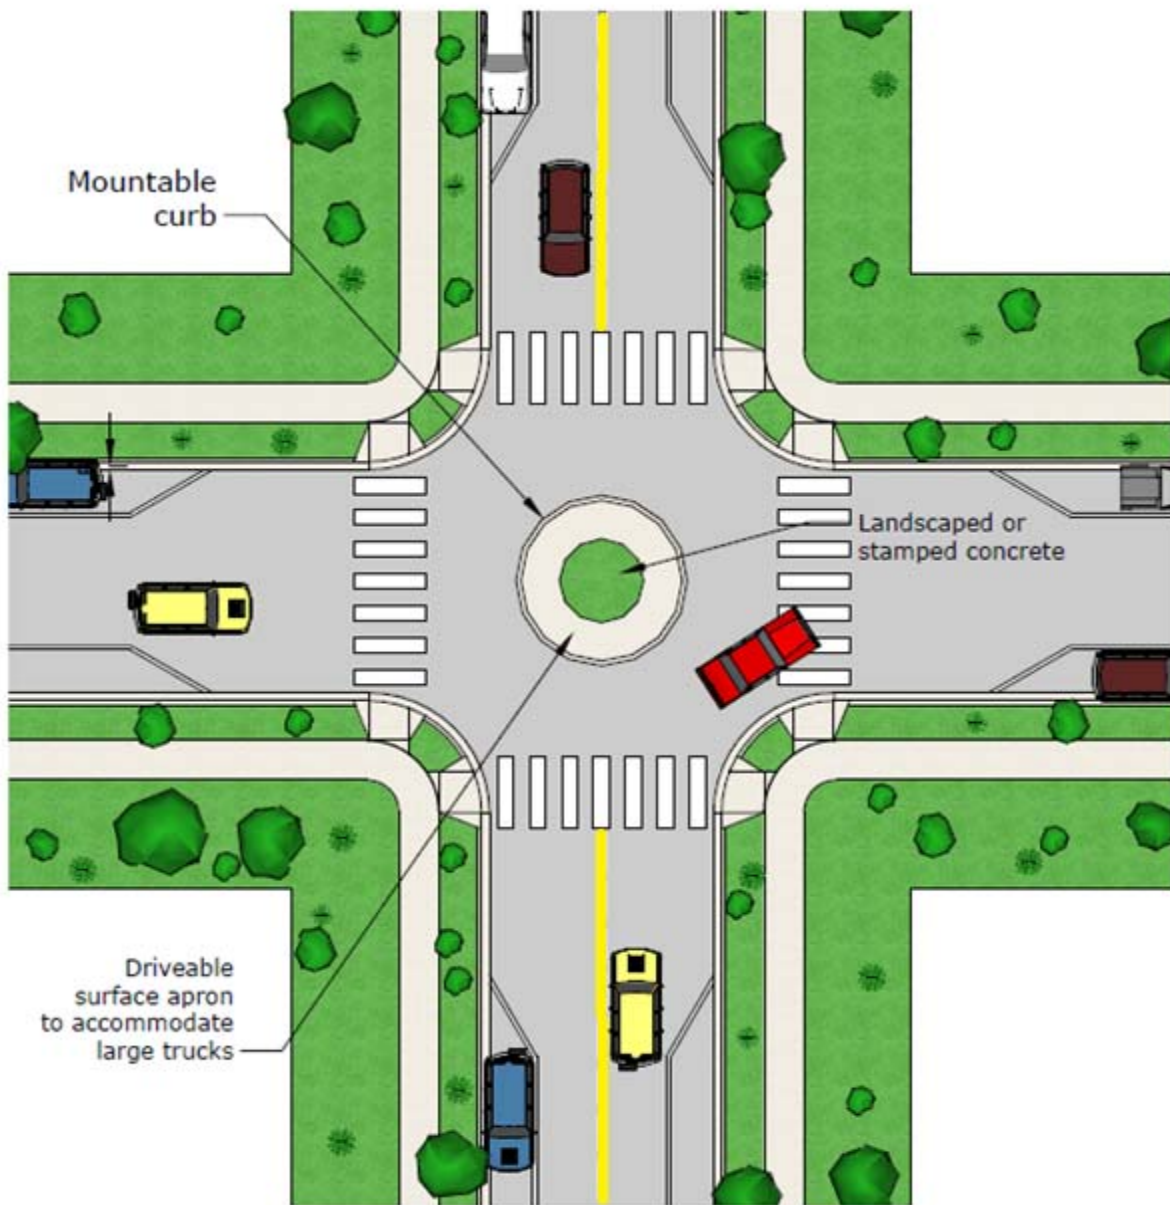 Mountable
curb
Landscaped or
stamped concrete
Driveable
surface apron
to accommodate
large trucks